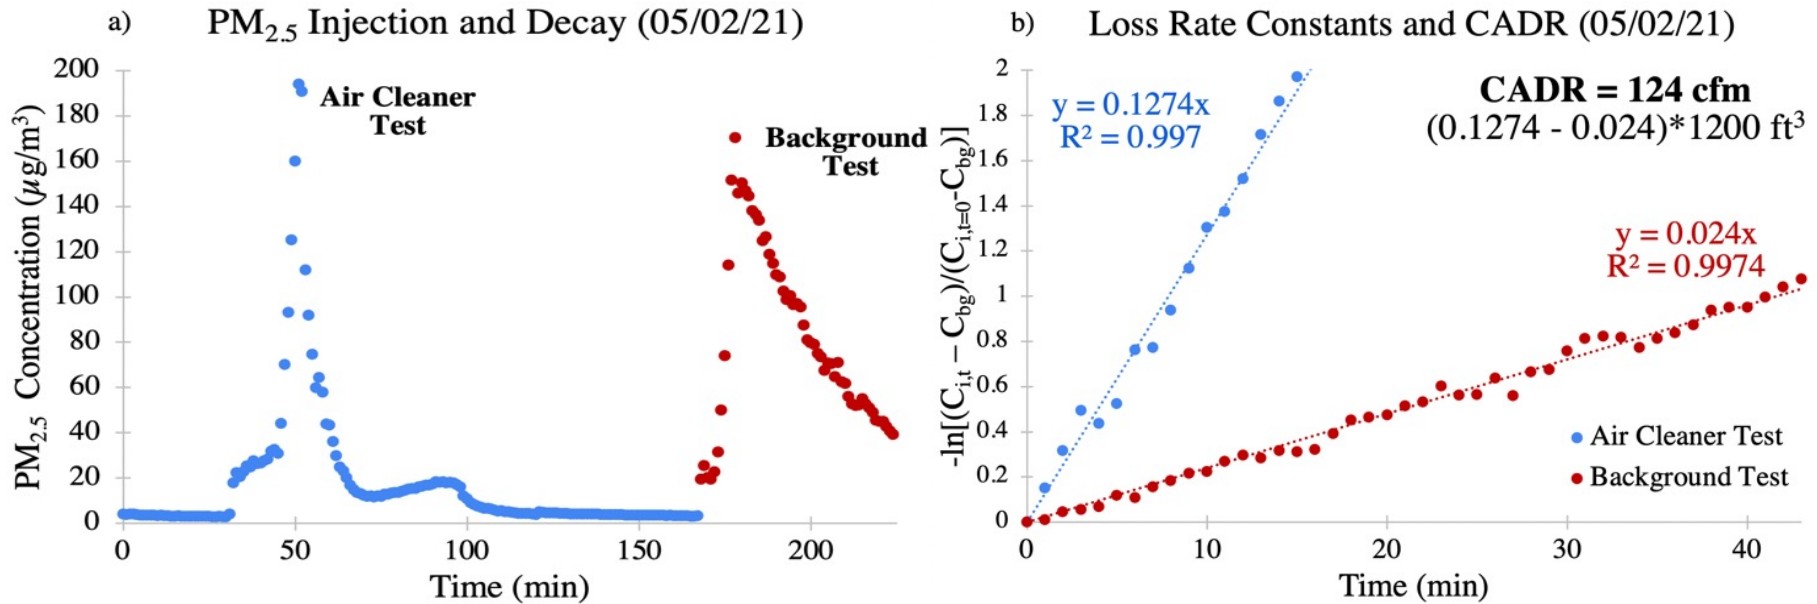 a)
PM2.5 Injection and Decay (05/02/21)
PM2.5 Concentration (μg/m³)
200
180
160
140
120
100
80
60
40
20
0
Air Cleaner
Test
Background
Test
0
50
100
150
200
Time (min)
b)
Loss Rate Constants and CADR (05/02/21)
-ln[(Ci,t – Cbg)/(Ci,t=0-Cbg)]
2
1.8
1.6
1.4
1.2
1
0.8
0.6
0.4
0.2
0
y = 0.1274x
R² = 0.997
CADR = 124 cfm
(0.1274 - 0.024)*1200 ft³
y = 0.024x
R² = 0.9974
Air Cleaner Test
Background Test
0
10
20
30
40
Time (min)